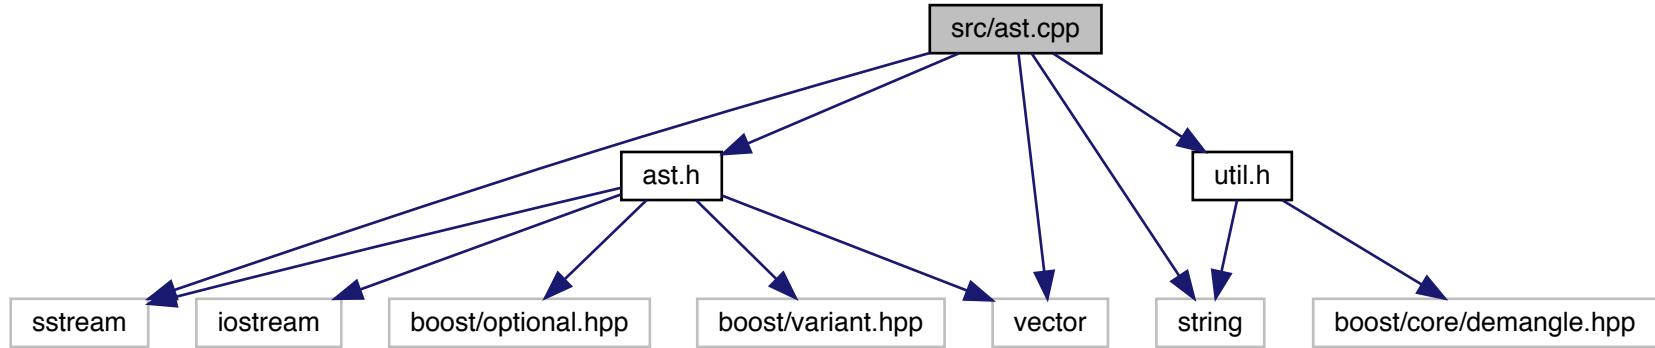 src/ast.cpp
ast.h
util.h
sstream
iostream
boost/optional.hpp
boost/variant.hpp
vector
string
boost/core/demangle.hpp